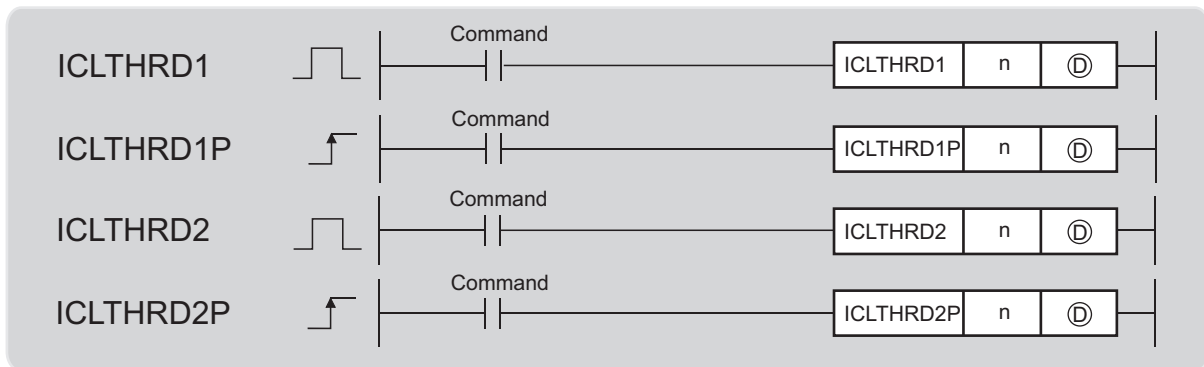 Command
ICLTHRD1 ICLTHRD1 n Ⓓ
Command
ICLTHRD1P ICLTHRD1P n Ⓓ
Command
ICLTHRD2 ICLTHRD2 n Ⓓ
Command
ICLTHRD2P ICLTHRD2P n Ⓓ